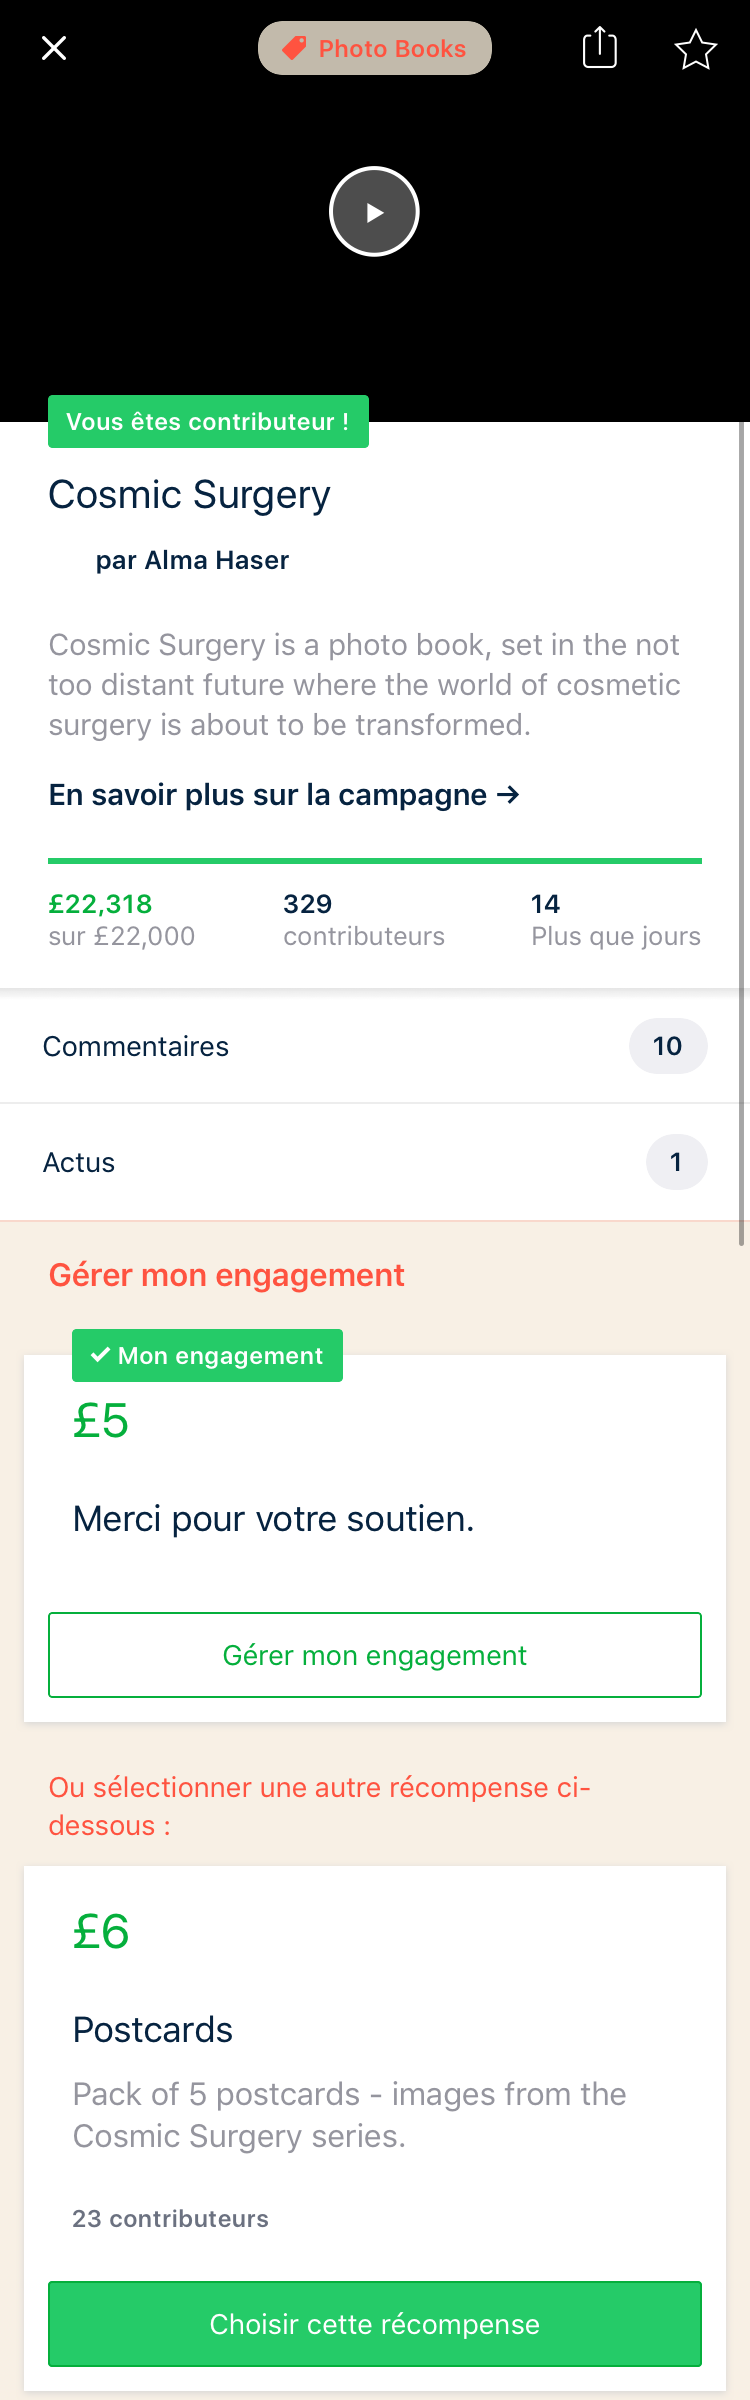 Photo Books
Vous êtes contributeur !
Cosmic Surgery
par Alma Haser
Cosmic Surgery is a photo book, set in the not
too distant future where the world of cosmetic
surgery is about to be transformed.
En savoir plus sur la campagne →
£22,318 329 14
sur £22,000 contributeurs Plus que jours
Commentaires 10
Actus 1
Gérer mon engagement
Mon engagement
£5
Merci pour votre soutien.
Gérer mon engagement
Ou sélectionner une autre récompense ci-
dessous :
£6
Postcards
Pack of 5 postcards - images from the
Cosmic Surgery series.
23 contributeurs
Choisir cette récompense